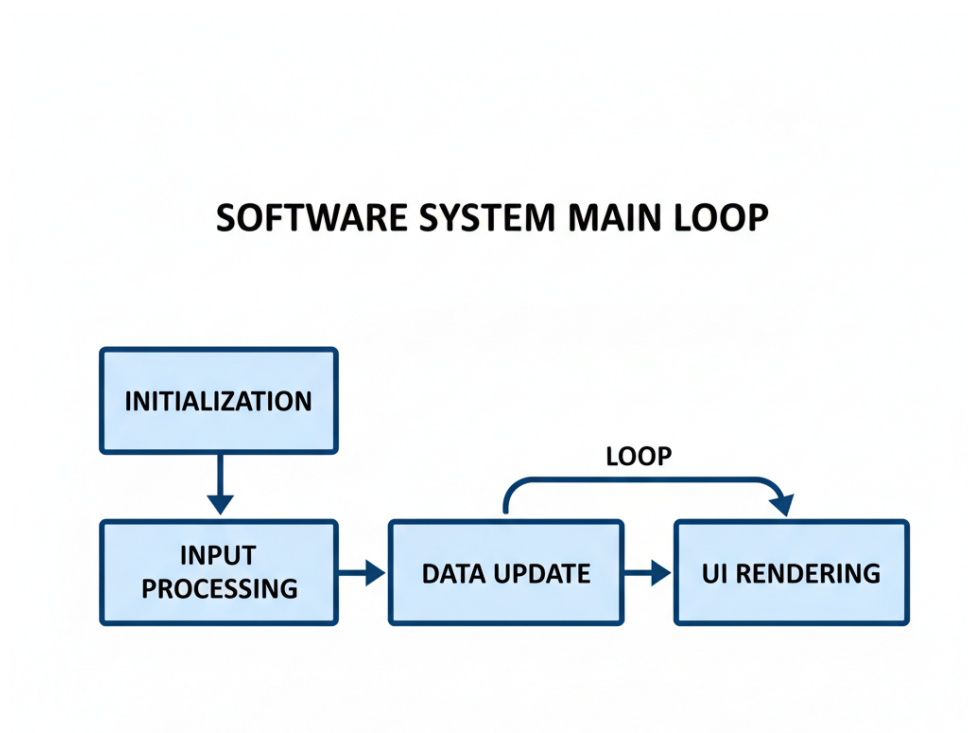 SOFTWARE SYSTEM MAIN LOOP
INITIALIZATION
LOOP
INPUT
PROCESSING
DATA UPDATE
UI RENDERING